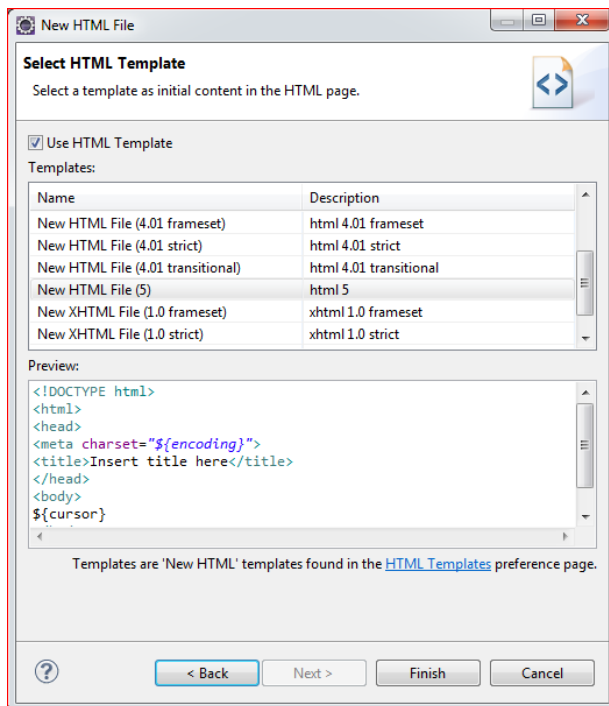 New HTML File
Select HTML Template
Select a template as initial content in the HTML page.
<>
Use HTML Template
Templates:
Name Description
New HTML File (4.01 frameset) html 4.01 frameset
New HTML File (4.01 strict) html 4.01 strict
New HTML File (4.01 transitional) html 4.01 transitional
New HTML File (5) html 5
New XHTML File (1.0 frameset) xhtml 1.0 frameset
New XHTML File (1.0 strict) xhtml 1.0 strict
Preview:
<!DOCTYPE html>
<html>
<head>
<meta charset="${encoding}">
<title>Insert title here</title>
</head>
<body>
${cursor}
Templates are 'New HTML' templates found in the HTML Templates preference page.
? < Back Next > Finish Cancel